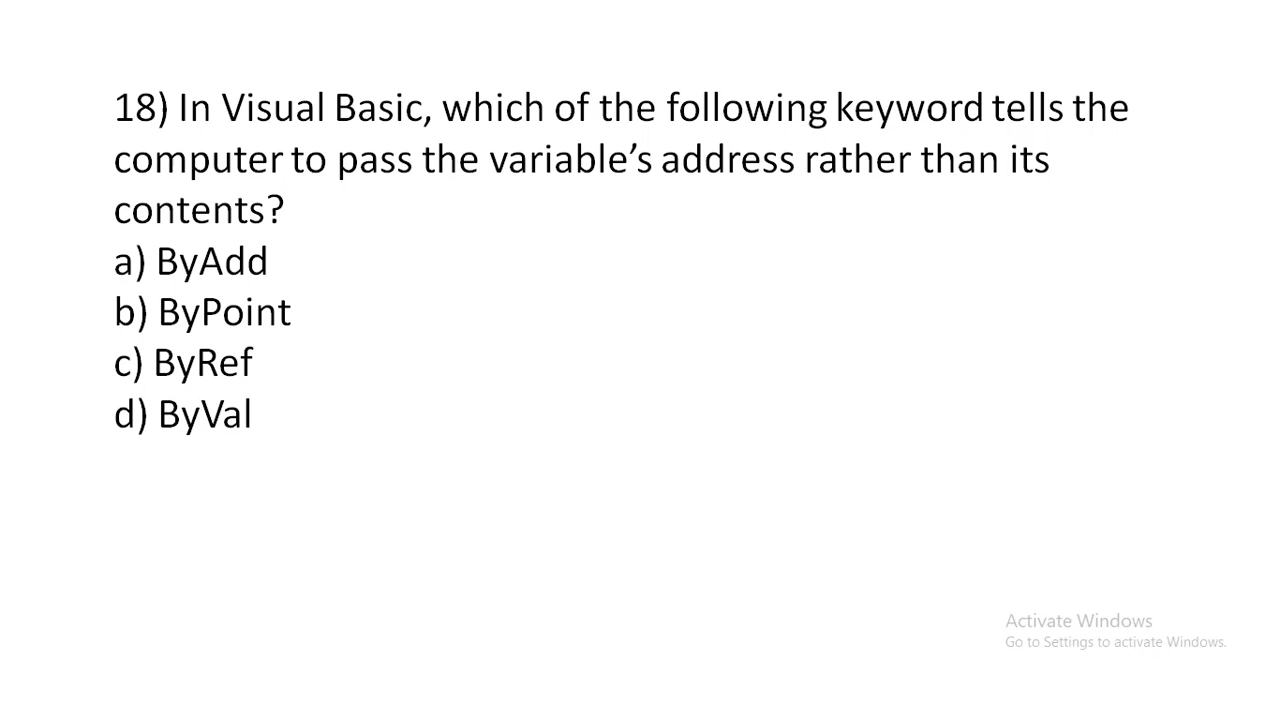 18) In Visual Basic, which of the following keyword tells the
computer to pass the variable’s address rather than its
contents?
a) ByAdd
b) ByPoint
c) ByRef
d) ByVal
Activate Windows
Go to Settings to activate Windows.